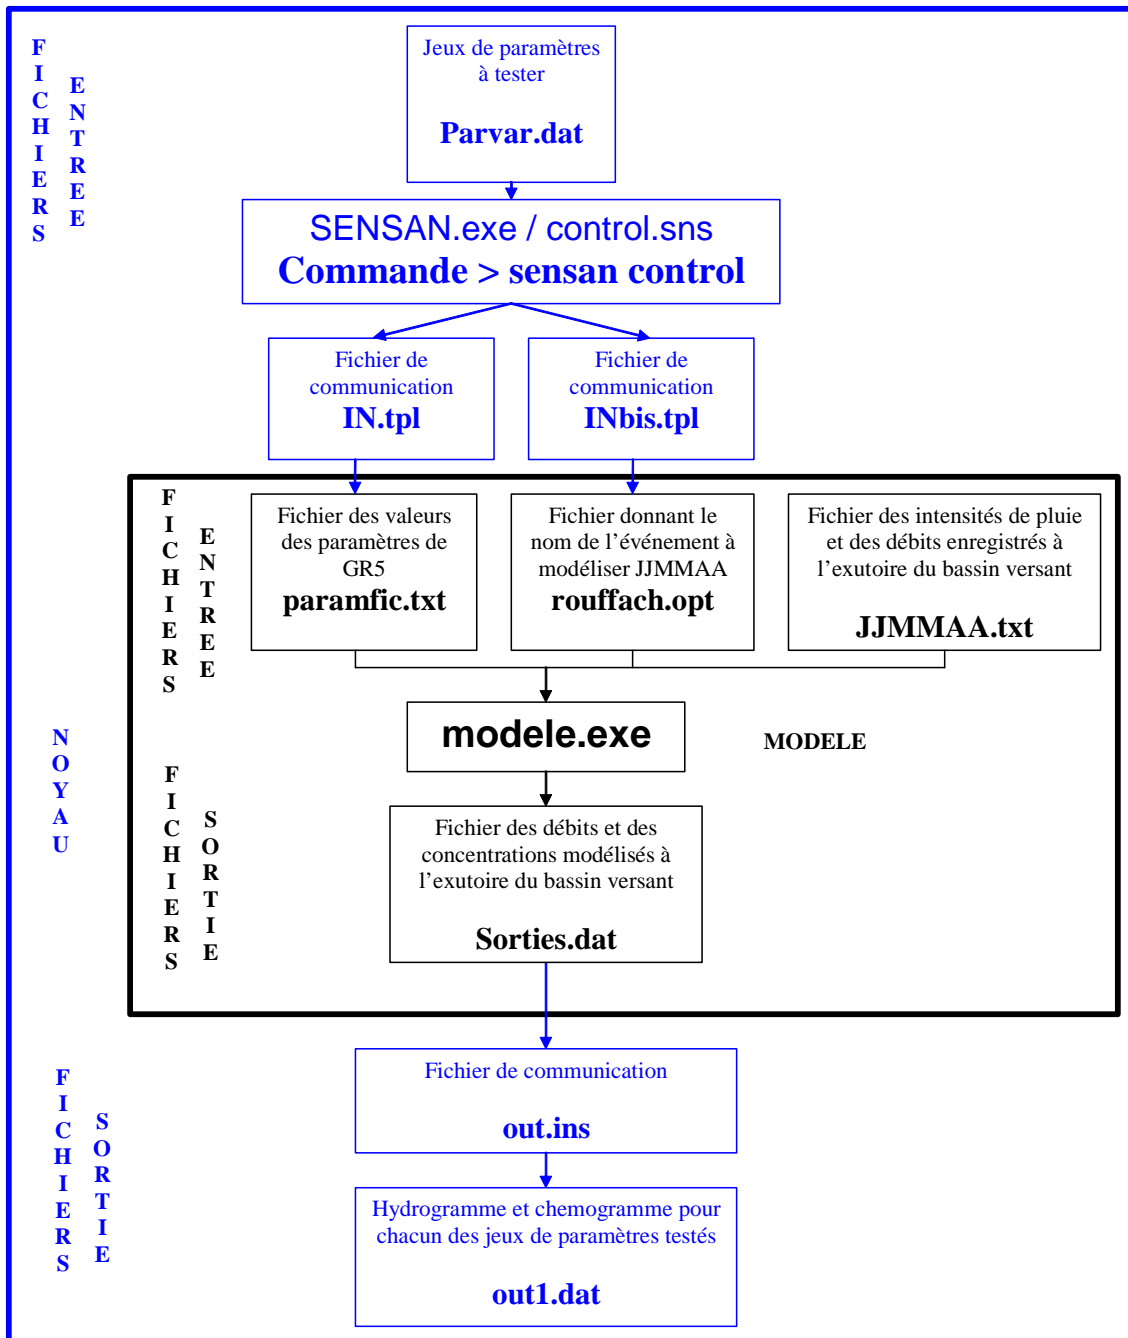 FICHIERS
ENTREE
Jeux de paramètres
à tester
Parvar.dat
SENSAN.exe / control.sns
Commande > sensan control
Fichier de
communication
IN.tpl
Fichier de
communication
INbis.tpl
FICHIERS
ENTREE
Fichier des valeurs
des paramètres de
GR5
paramfic.txt
Fichier donnant le
nom de l’événement à
modéliser JJMMAA
rouffach.opt
Fichier des intensités de pluie
et des débits enregistrés à
l’exutoire du bassin versant
JJMMAA.txt
NOYAU
modele.exe
MODELE
FICHIERS
SORTIE
Fichier des débits et des
concentrations modélisés à
l’exutoire du bassin versant
Sorties.dat
FICHIERS
SORTIE
Fichier de communication
out.ins
Hydrogramme et chemogramme pour
chacun des jeux de paramètres testés
out1.dat